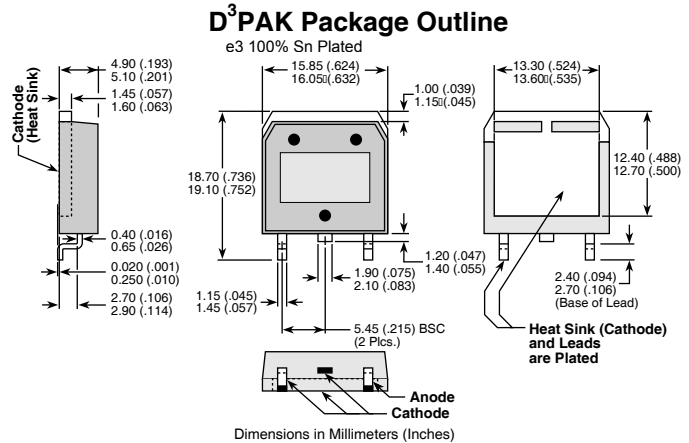 D³PAK Package Outline
e3 100% Sn Plated
4.90 (.193)
5.10 (.201)
15.85 (.624)
16.05▯(.632)
13.30 (.524)
13.60▯(.535)
1.45 (.057)
1.60 (.063)
1.00 (.039)
1.15▯(.045)
Cathode
(Heat Sink)
18.70 (.736)
19.10 (.752)
12.40 (.488)
12.70 (.500)
0.40 (.016)
0.65 (.026)
0.020 (.001)
0.250 (.010)
2.70 (.106)
2.90 (.114)
1.15 (.045)
1.45 (.057)
1.90 (.075)
2.10 (.083)
1.20 (.047)
1.40 (.055)
2.40 (.094)
2.70 (.106)
(Base of Lead)
5.45 (.215) BSC
(2 Plcs.)
Heat Sink (Cathode)
and Leads
are Plated
Anode
Cathode
Dimensions in Millimeters (Inches)